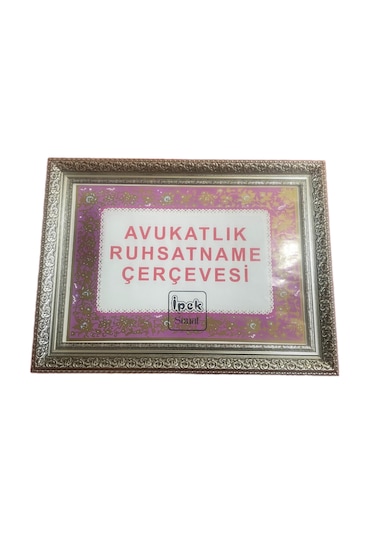 AVUKATLIK
RUHSATNAME
ÇERÇEVESİ
İpek
Sanat